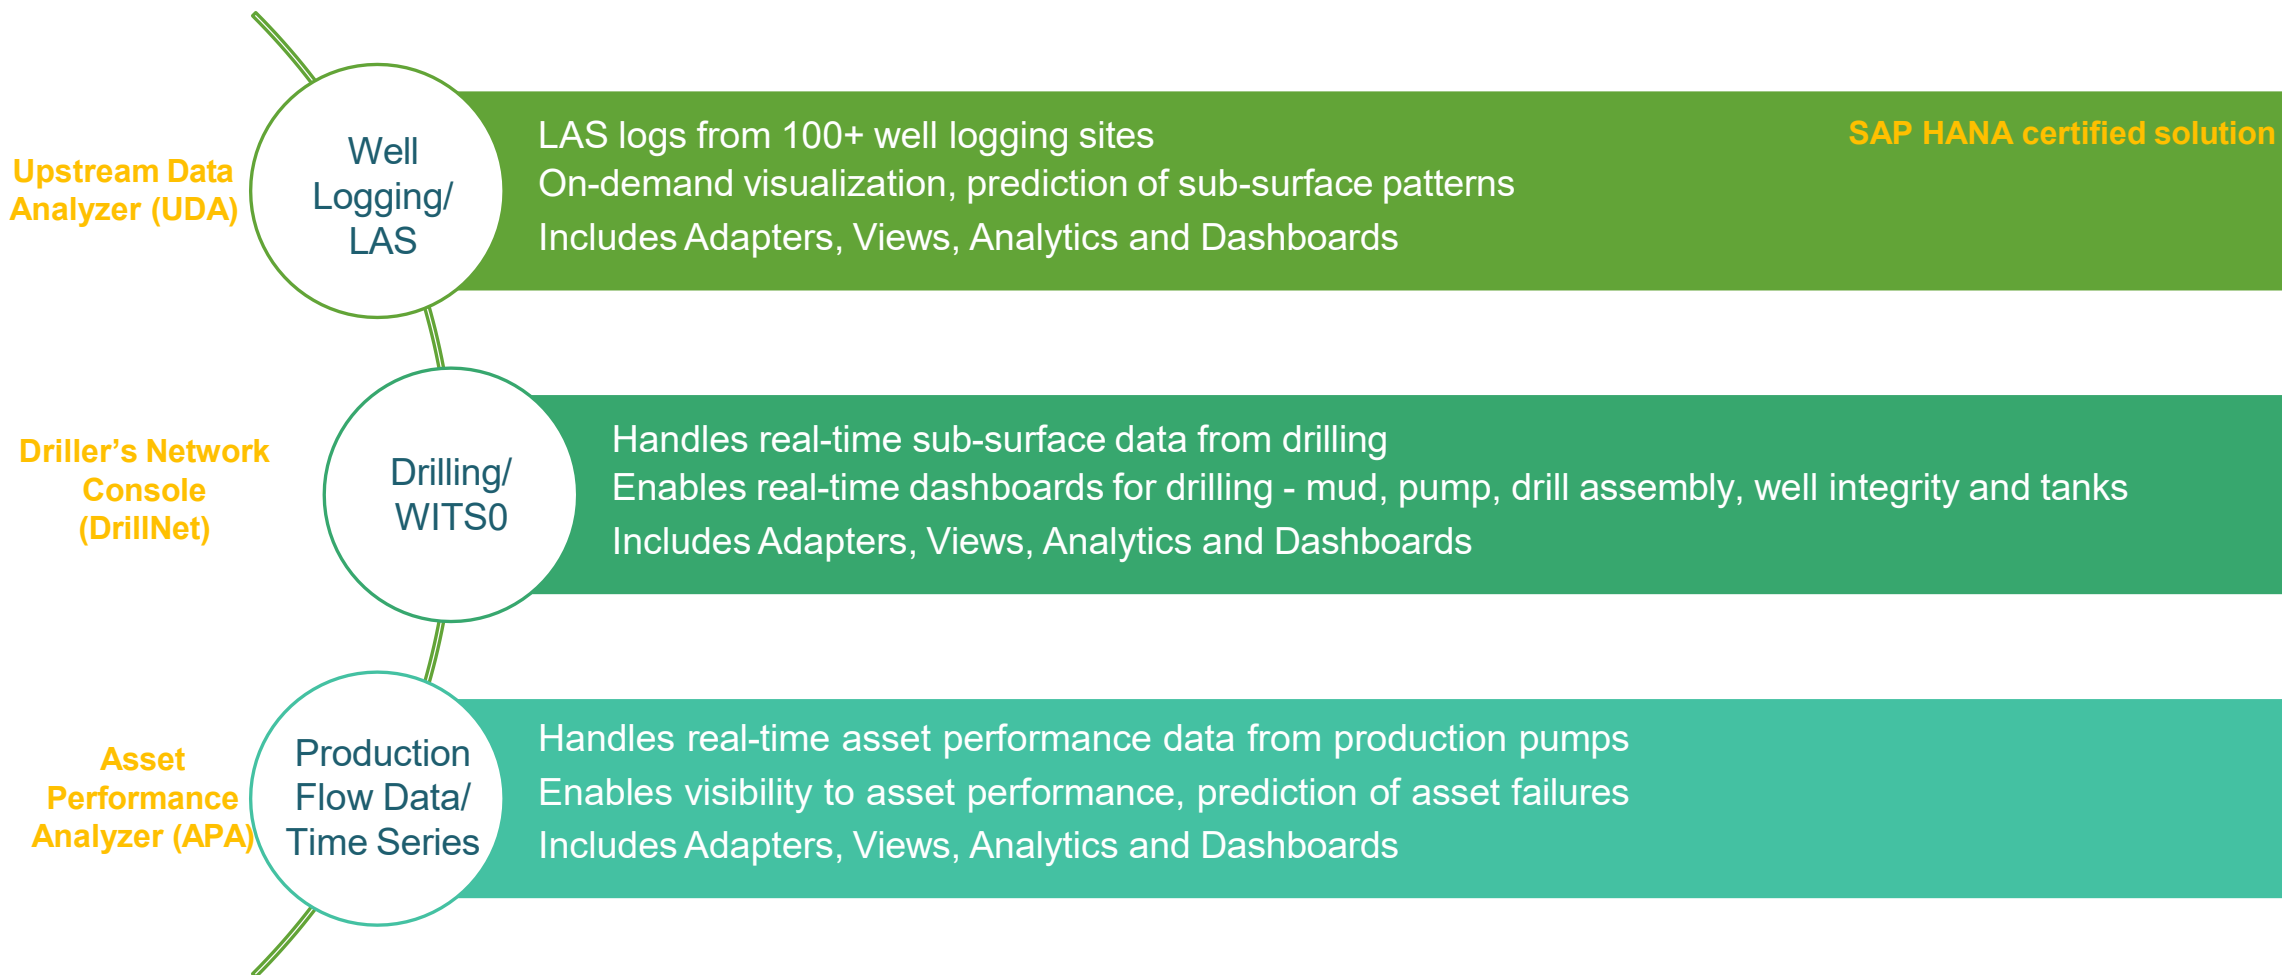 Upstream Data
Analyzer (UDA)
Well
Logging/
LAS
LAS logs from 100+ well logging sites
On-demand visualization, prediction of sub-surface patterns
Includes Adapters, Views, Analytics and Dashboards
SAP HANA certified solution
Driller’s Network
Console
(DrillNet)
Drilling/
WITS0
Handles real-time sub-surface data from drilling
Enables real-time dashboards for drilling - mud, pump, drill assembly, well integrity and tanks
Includes Adapters, Views, Analytics and Dashboards
Asset
Performance
Analyzer (APA)
Production
Flow Data/
Time Series
Handles real-time asset performance data from production pumps
Enables visibility to asset performance, prediction of asset failures
Includes Adapters, Views, Analytics and Dashboards